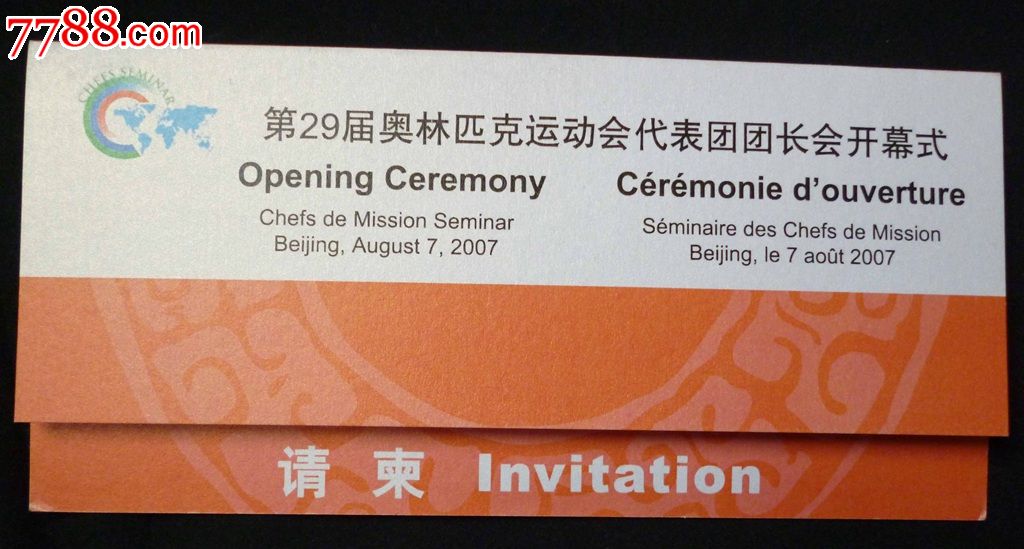 7788.com
CHEFS SEMINAR
第29届奥林匹克运动会代表团团长会开幕式
Opening Ceremony
Chefs de Mission Seminar
Beijing, August 7, 2007
Cérémonie d'ouverture
Séminaire des Chefs de Mission
Beijing, le 7 août 2007
请柬 Invitation